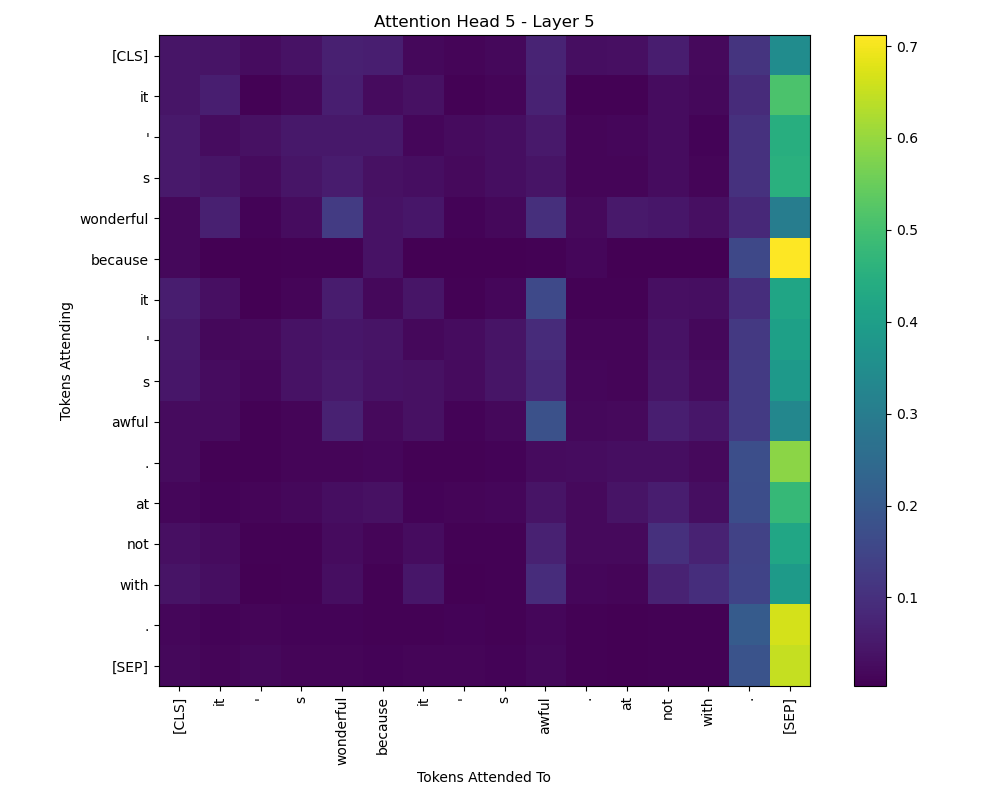 Attention Head 5 - Layer 5
[CLS]
it
'
s
wonderful
because
it
'
s
awful
.
at
not
with
.
[SEP]
Tokens Attending
[CLS]
it
'
s
wonderful
because
it
'
s
awful
.
at
not
with
.
[SEP]
Tokens Attended To
0.7
0.6
0.5
0.4
0.3
0.2
0.1